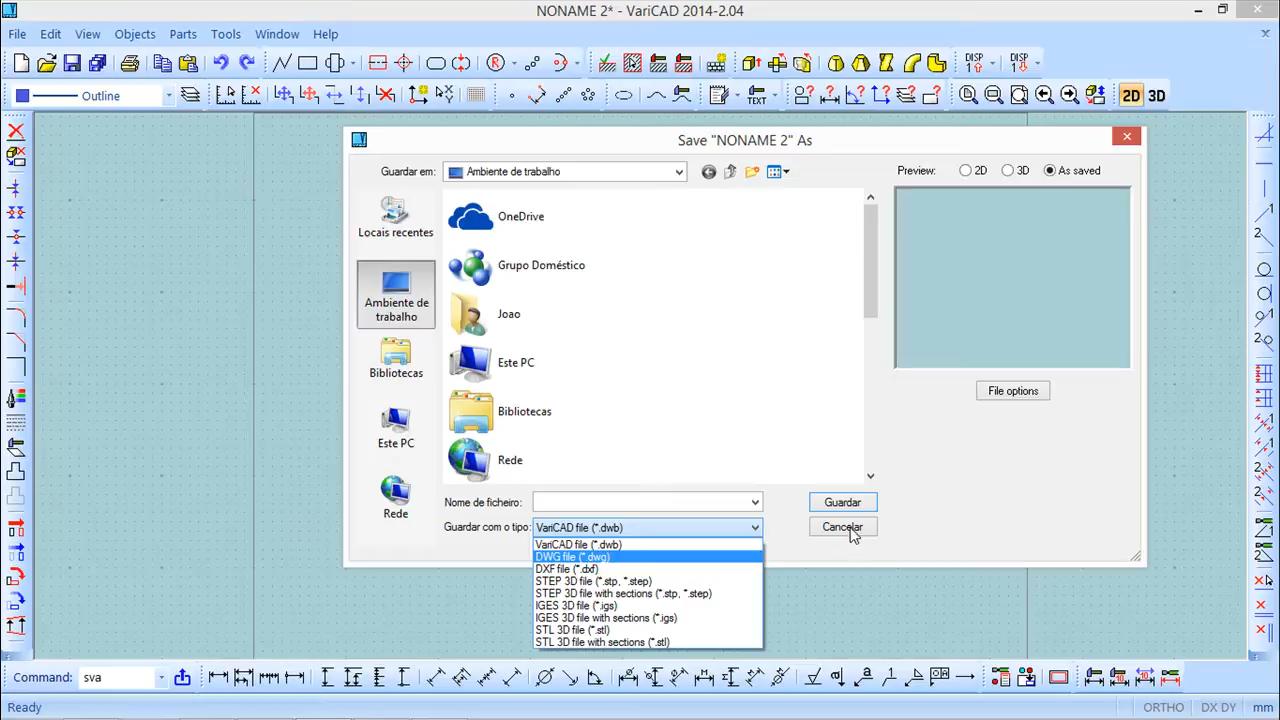 NONAME 2* - VariCAD 2014-2.04
File Edit View Objects Parts Tools Window Help
DISP DISP
Outline
TEXT
2D 3D
Save "NONAME 2" As
Guardar em: Ambiente de trabalho
Preview: 2D 3D As saved
Locais recentes
Ambiente de
trabalho
Bibliotecas
Este PC
Rede
OneDrive
Grupo Doméstico
Joao
Este PC
Bibliotecas
Rede
File options
Nome de ficheiro: Guardar
Guardar com o tipo: VariCAD file (*.dwb) Cancelar
VariCAD file (*.dwb)
DWG file (*.dwg)
DXF file (*.dxf)
STEP 3D file (*.stp, *.step)
STEP 3D file with sections (*.stp, *.step)
IGES 3D file (*.igs)
IGES 3D file with sections (*.igs)
STL 3D file (*.stl)
STL 3D file with sections (*.stl)
Command: sva
Ready ORTHO DX DY mm